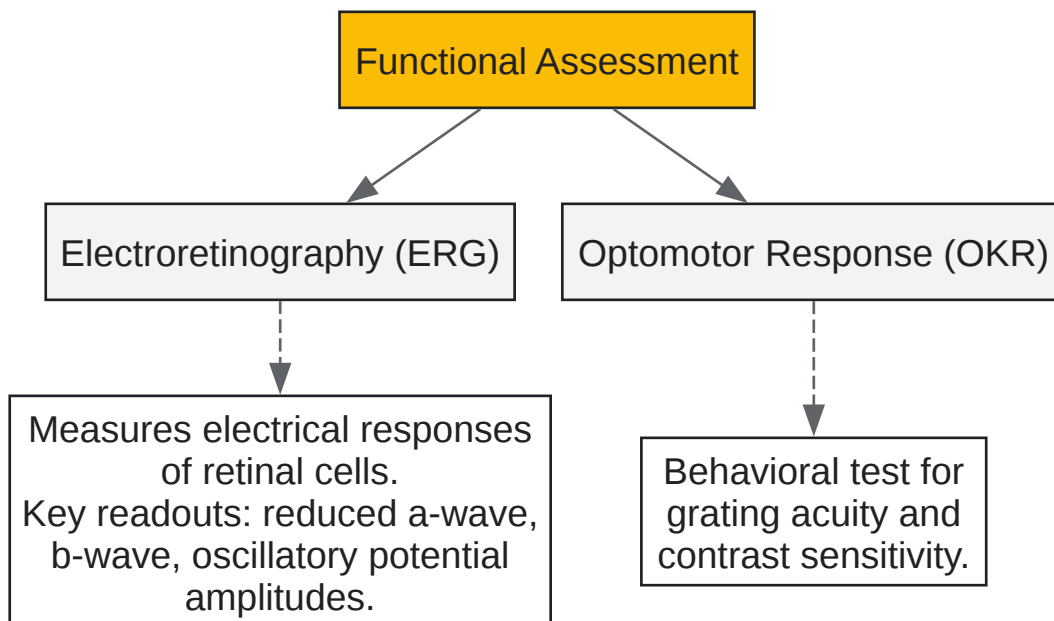 Functional Assessment
Electroretinography (ERG)
Optomotor Response (OKR)
Measures electrical responses
of retinal cells.
Key readouts: reduced a-wave,
b-wave, oscillatory potential
amplitudes.
Behavioral test for
grating acuity and
contrast sensitivity.